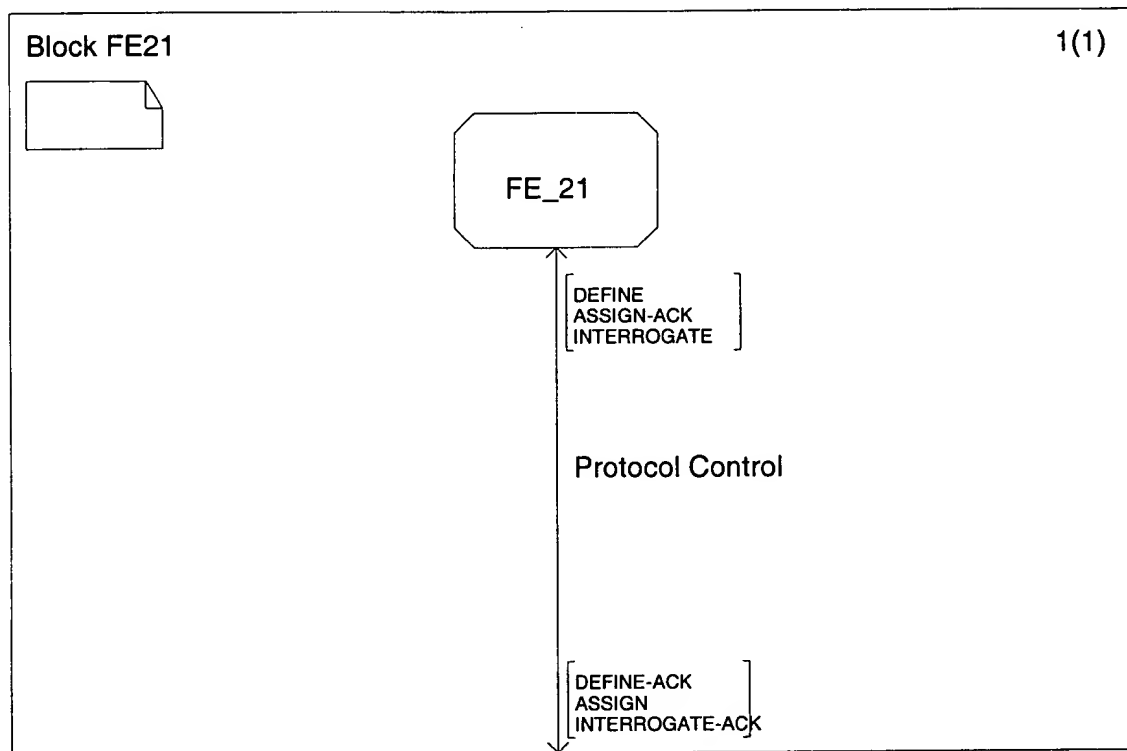 Block FE21
1(1)
FE_21
DEFINE
ASSIGN-ACK
INTERROGATE
Protocol Control
DEFINE-ACK
ASSIGN
INTERROGATE-ACK